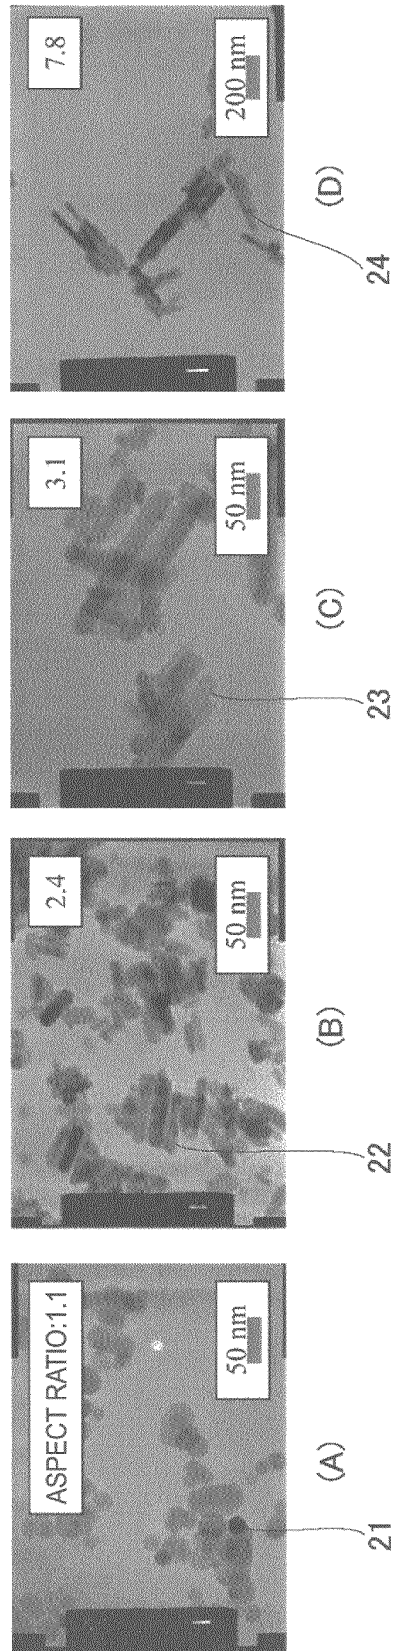 ASPECT RATIO:1.1
50 nm
21
(A)
2.4
50 nm
22
(B)
3.1
50 nm
23
(C)
7.8
200 nm
24
(D)